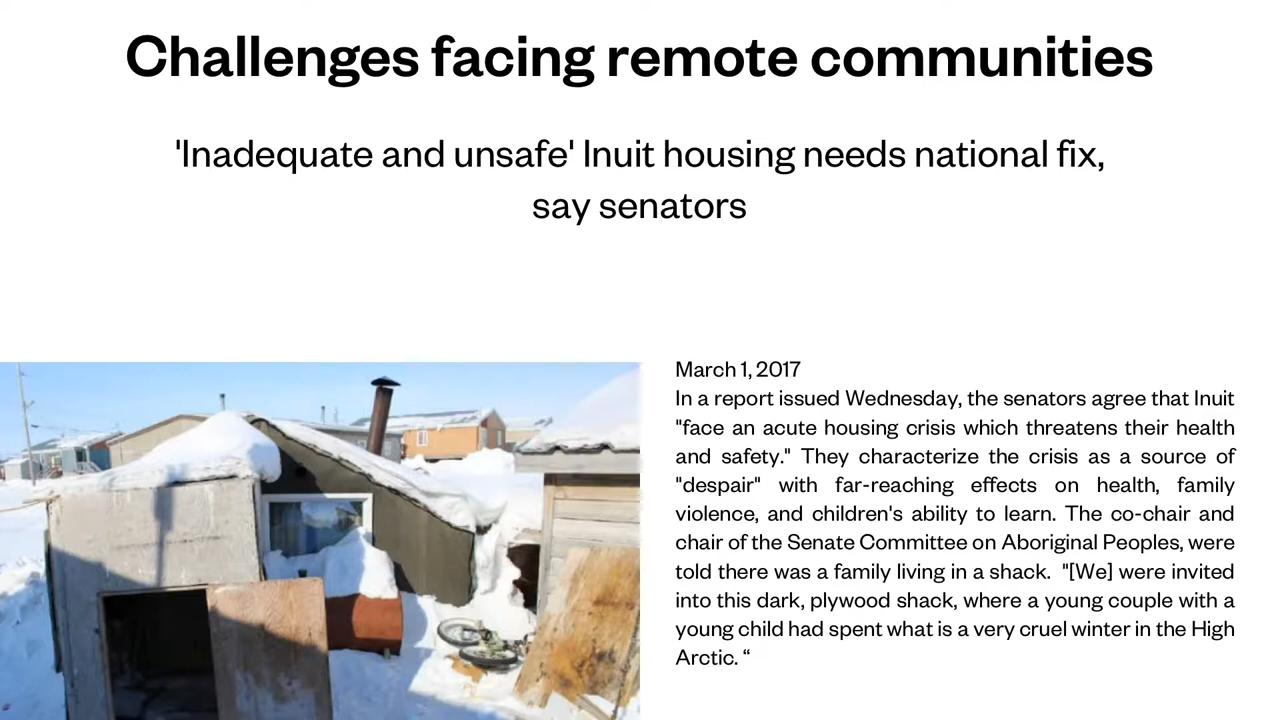 Challenges facing remote communities
'Inadequate and unsafe' Inuit housing needs national fix,
say senators
March 1, 2017
In a report issued Wednesday, the senators agree that Inuit
"face an acute housing crisis which threatens their health
and safety." They characterize the crisis as a source of
"despair" with far-reaching effects on health, family
violence, and children's ability to learn. The co-chair and
chair of the Senate Committee on Aboriginal Peoples, were
told there was a family living in a shack.  "[We] were invited
into this dark, plywood shack, where a young couple with a
young child had spent what is a very cruel winter in the High
Arctic. “